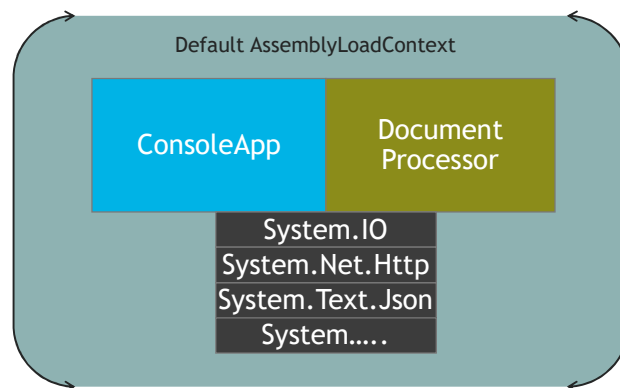 Default AssemblyLoadContext
ConsoleApp
Document
Processor
System.IO
System.Net.Http
System.Text.Json
System…..